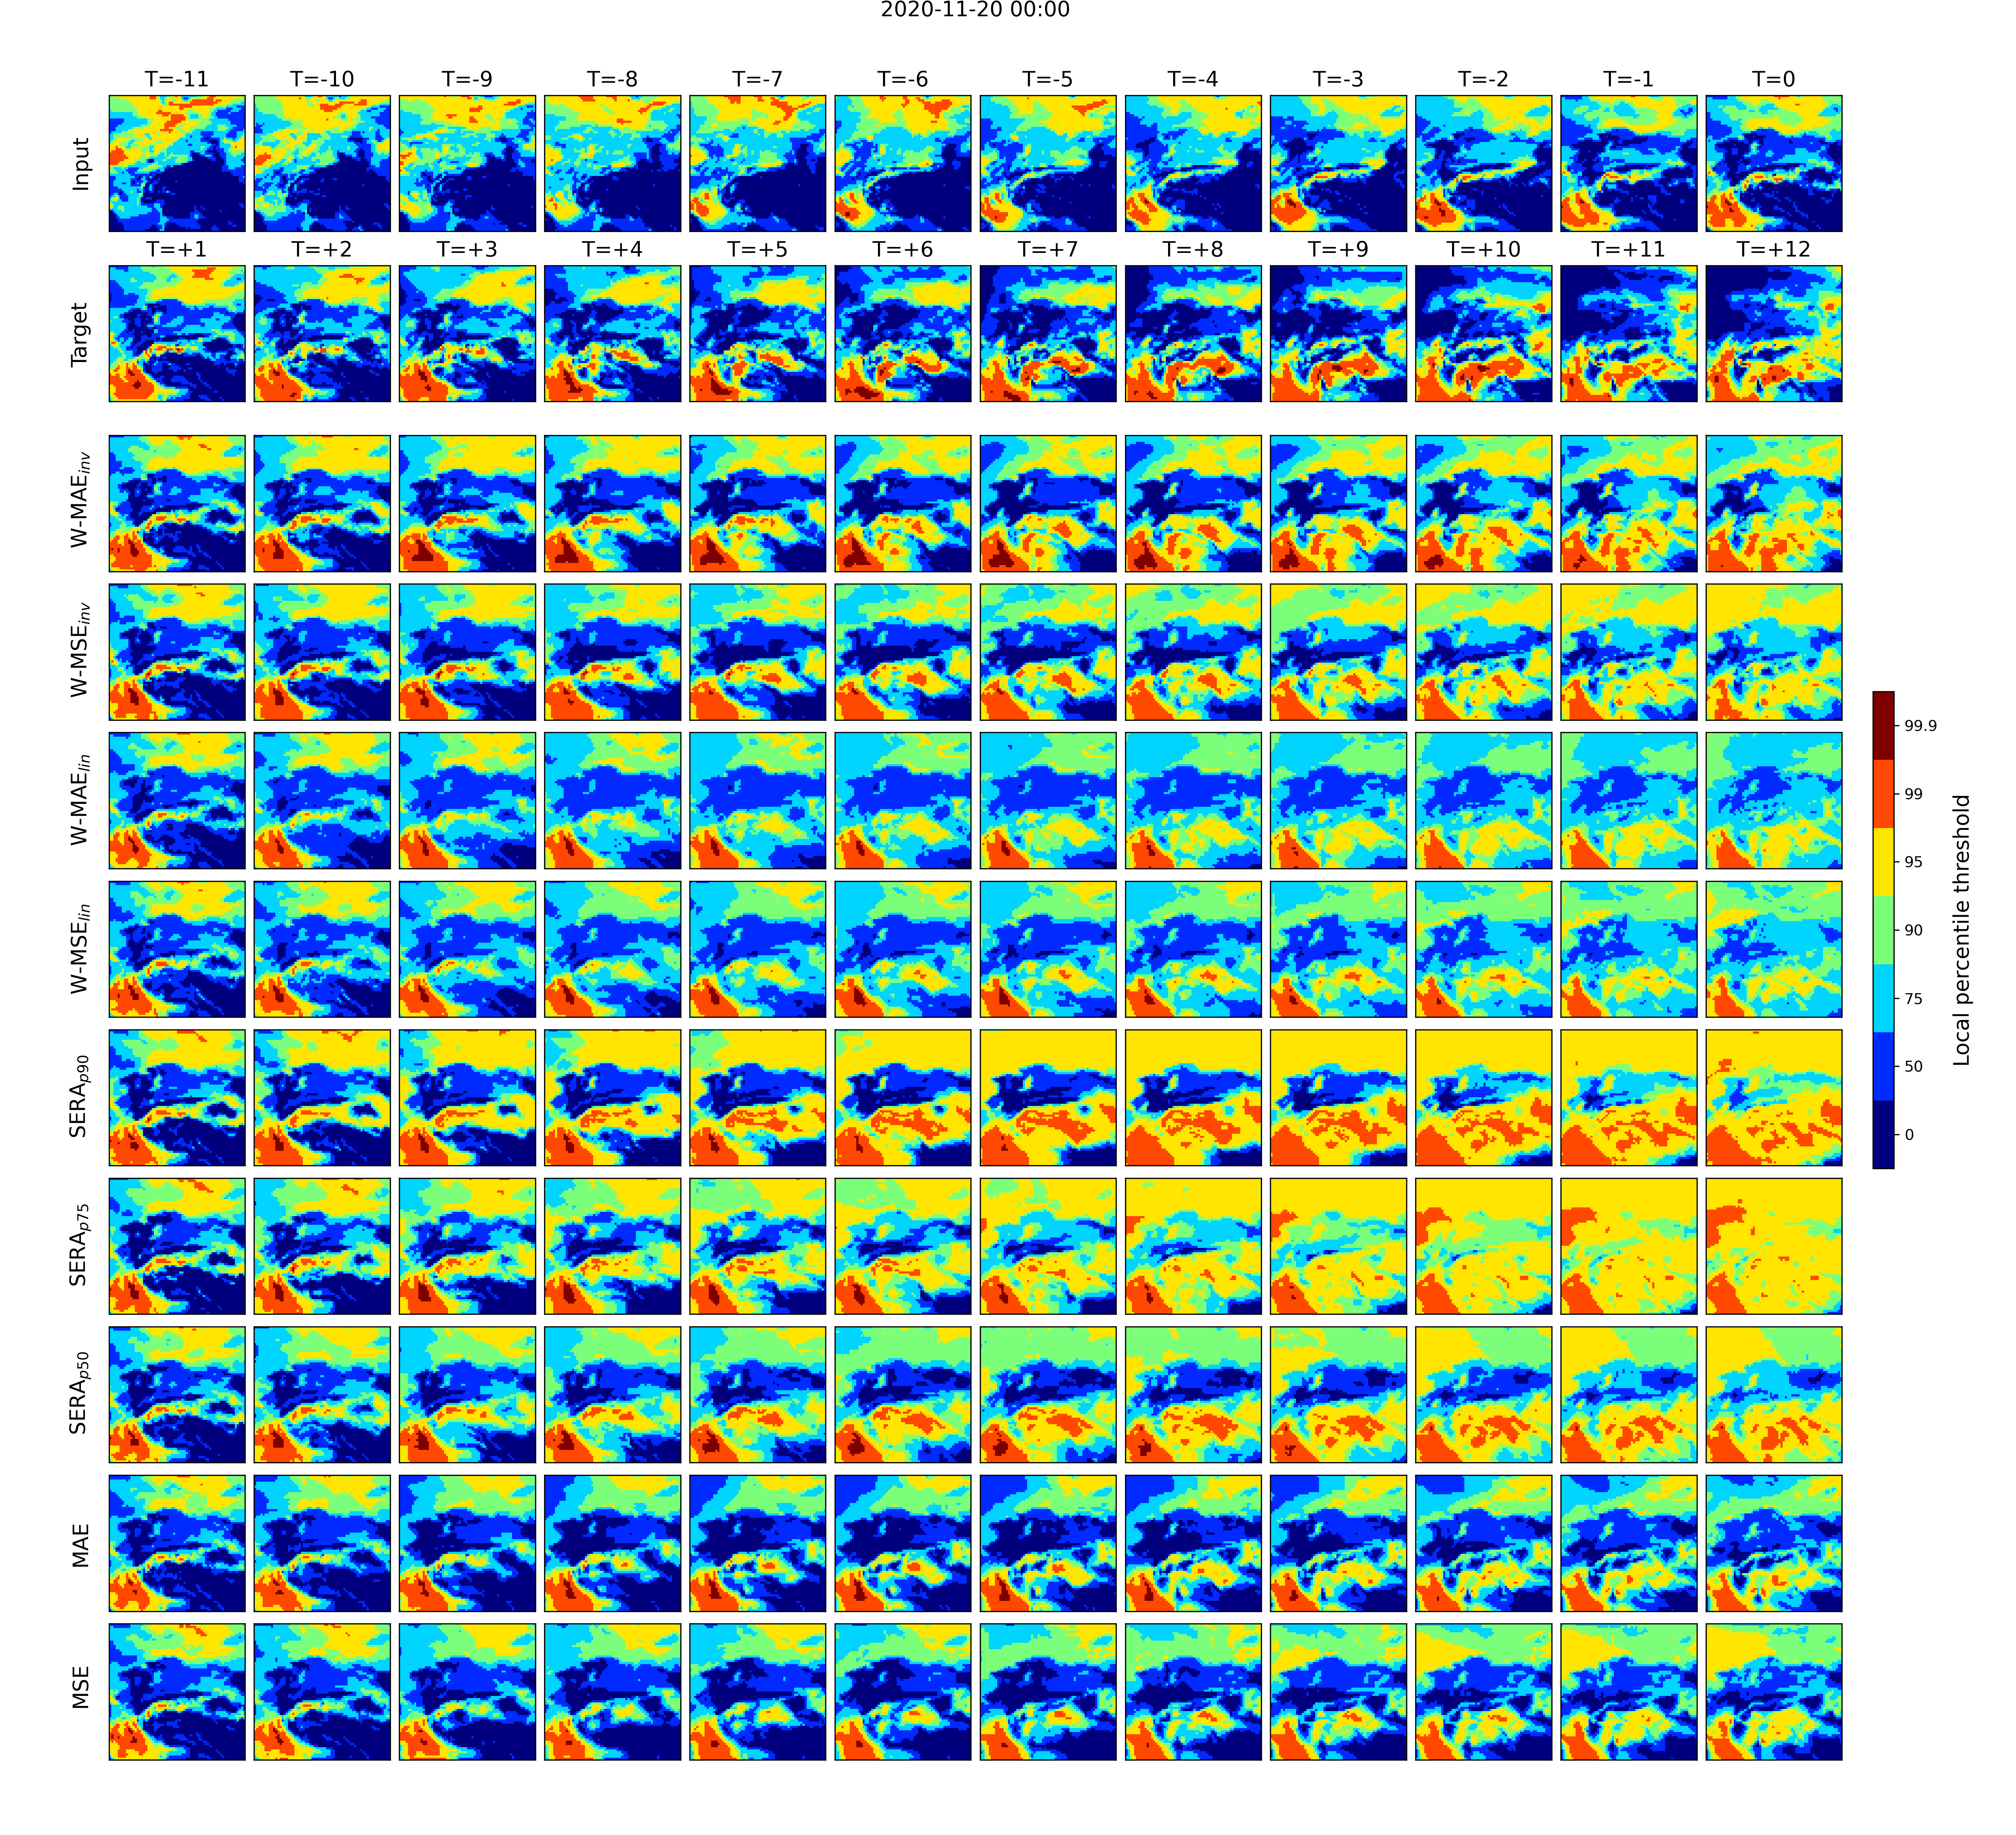 2020-11-20 00:00
T=-11 T=-10 T=-9 T=-8 T=-7 T=-6 T=-5 T=-4 T=-3 T=-2 T=-1 T=0
Input
T=+1 T=+2 T=+3 T=+4 T=+5 T=+6 T=+7 T=+8 T=+9 T=+10 T=+11 T=+12
Target
W-MAE_inv
W-MSE_inv
W-MAE_lin
W-MSE_lin
SERA_p90
SERA_p75
SERA_p50
MAE
MSE
99.9
99
95
90
75
50
0
Local percentile threshold